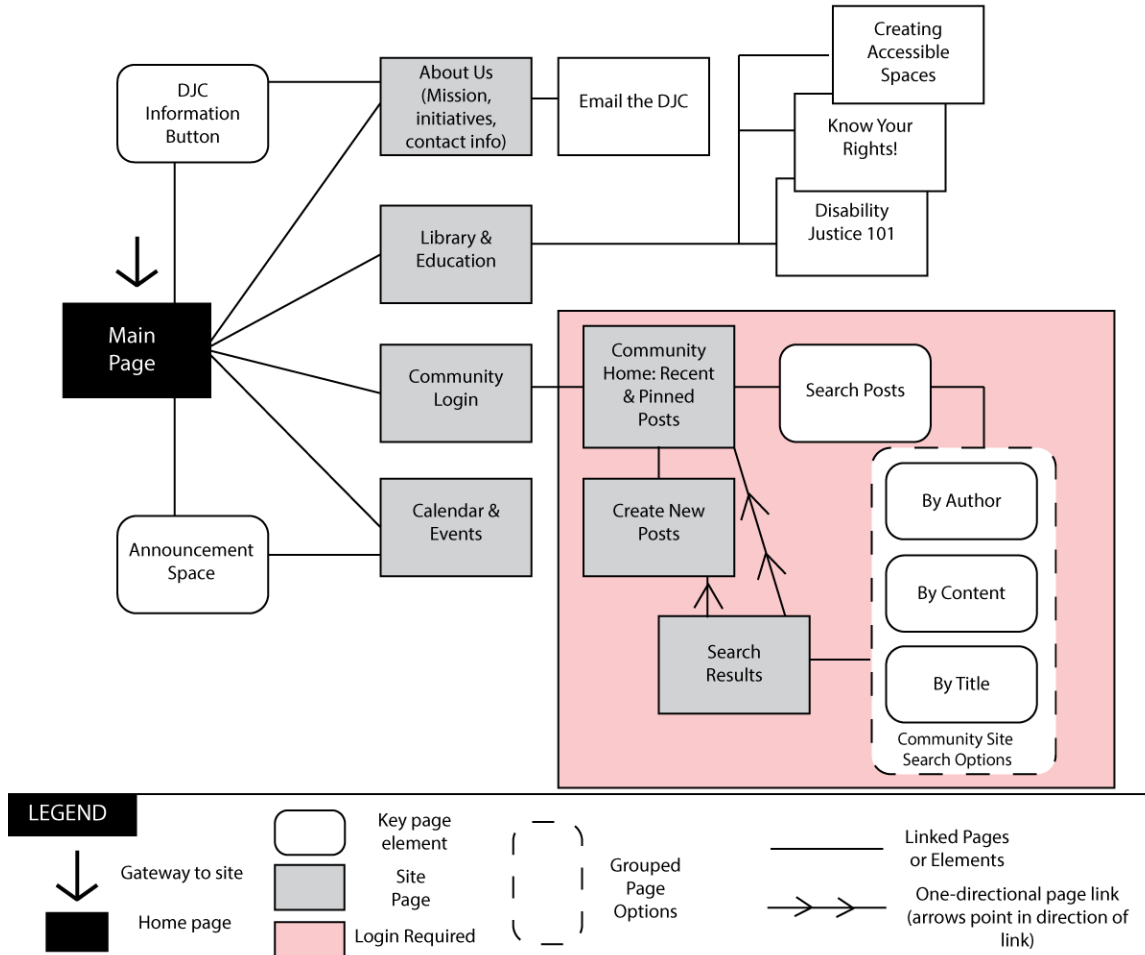 DJC
Information
Button
About Us
(Mission,
initiatives,
contact info)
Email the DJC
Creating
Accessible
Spaces
Know Your
Rights!
Disability
Justice 101
Library &
Education
Main
Page
Community
Login
Community
Home: Recent
& Pinned
Posts
Search Posts
By Author
By Content
By Title
Community Site
Search Options
Create New
Posts
Search
Results
Calendar &
Events
Announcement
Space
LEGEND
Gateway to site
Home page
Key page
element
Site
Page
Login Required
Grouped
Page
Options
Linked Pages
or Elements
One-directional page link
(arrows point in direction of
link)